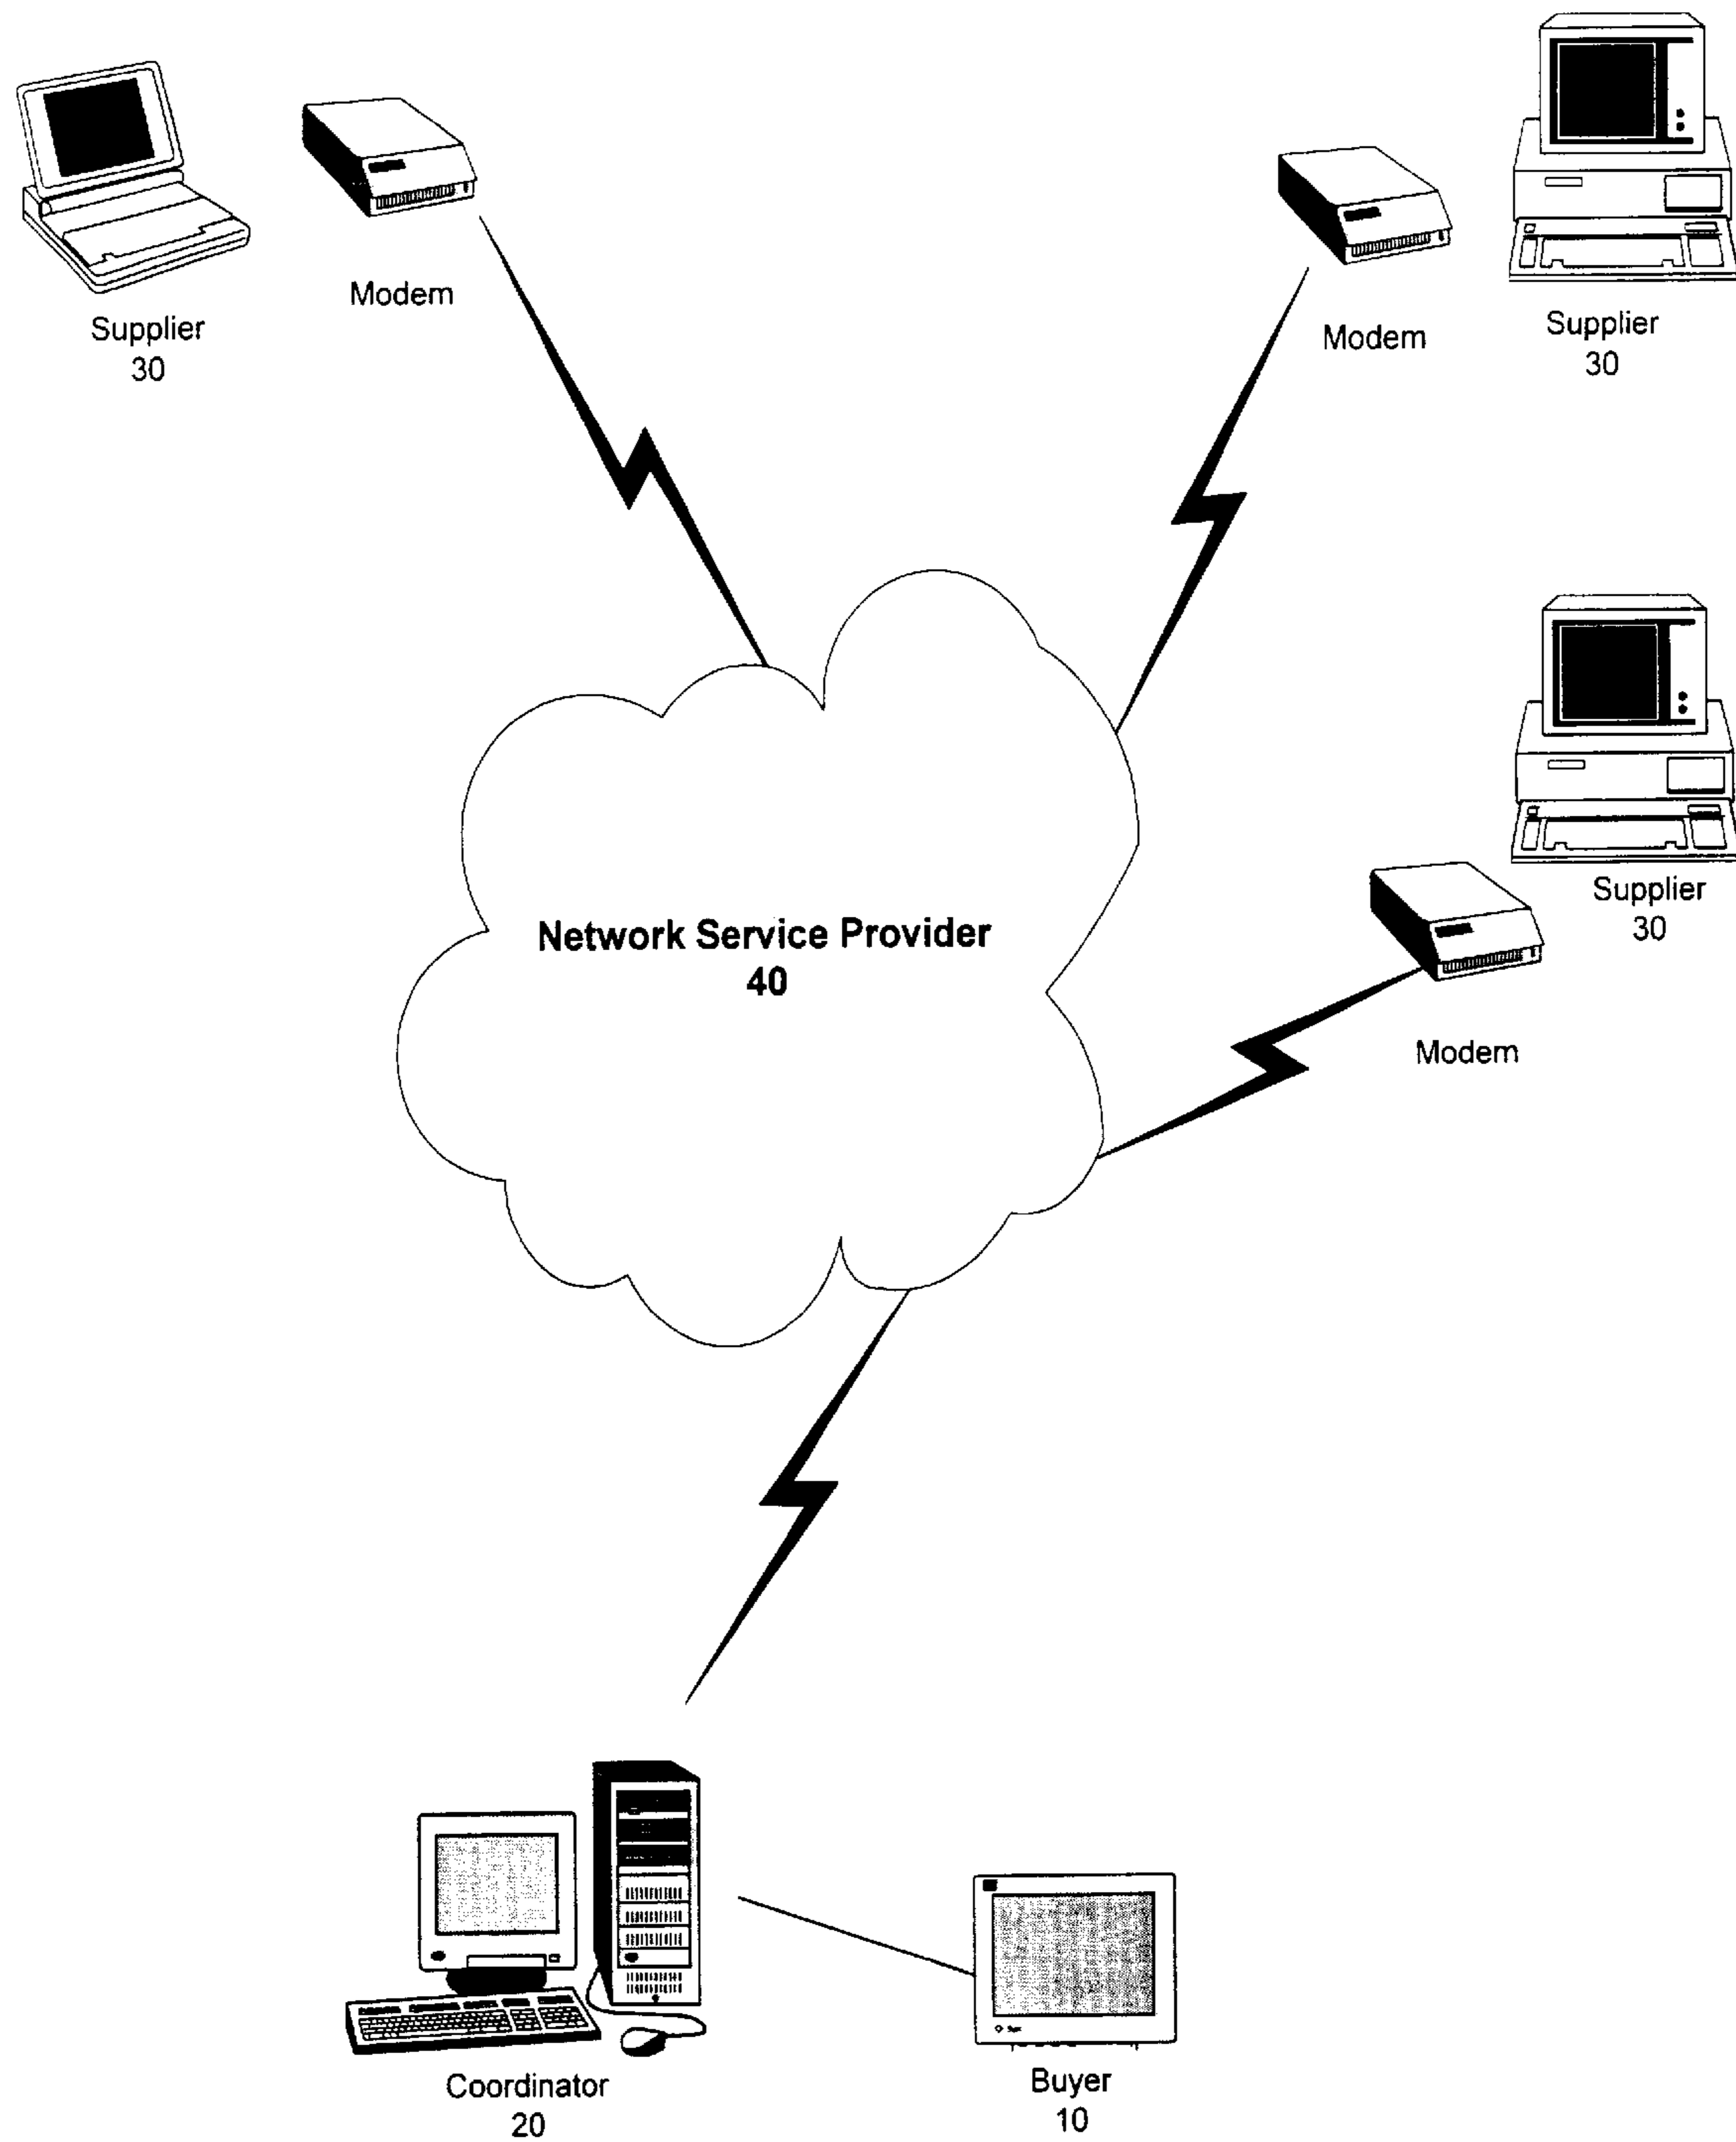 Supplier
30
Modem
Modem
Supplier
30
Supplier
30
Modem
Network Service Provider
40
Coordinator
20
Buyer
10